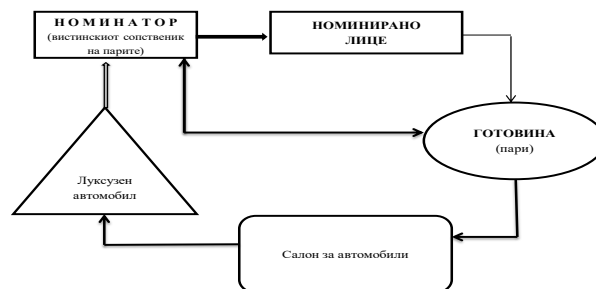 Н О М И Н А Т О Р
(вистинскиот сопственик
на парите)
НОМИНИРАНО
ЛИЦЕ
ГОТОВИНА
(пари)
Луксузен
автомобил
Салон за автомобили